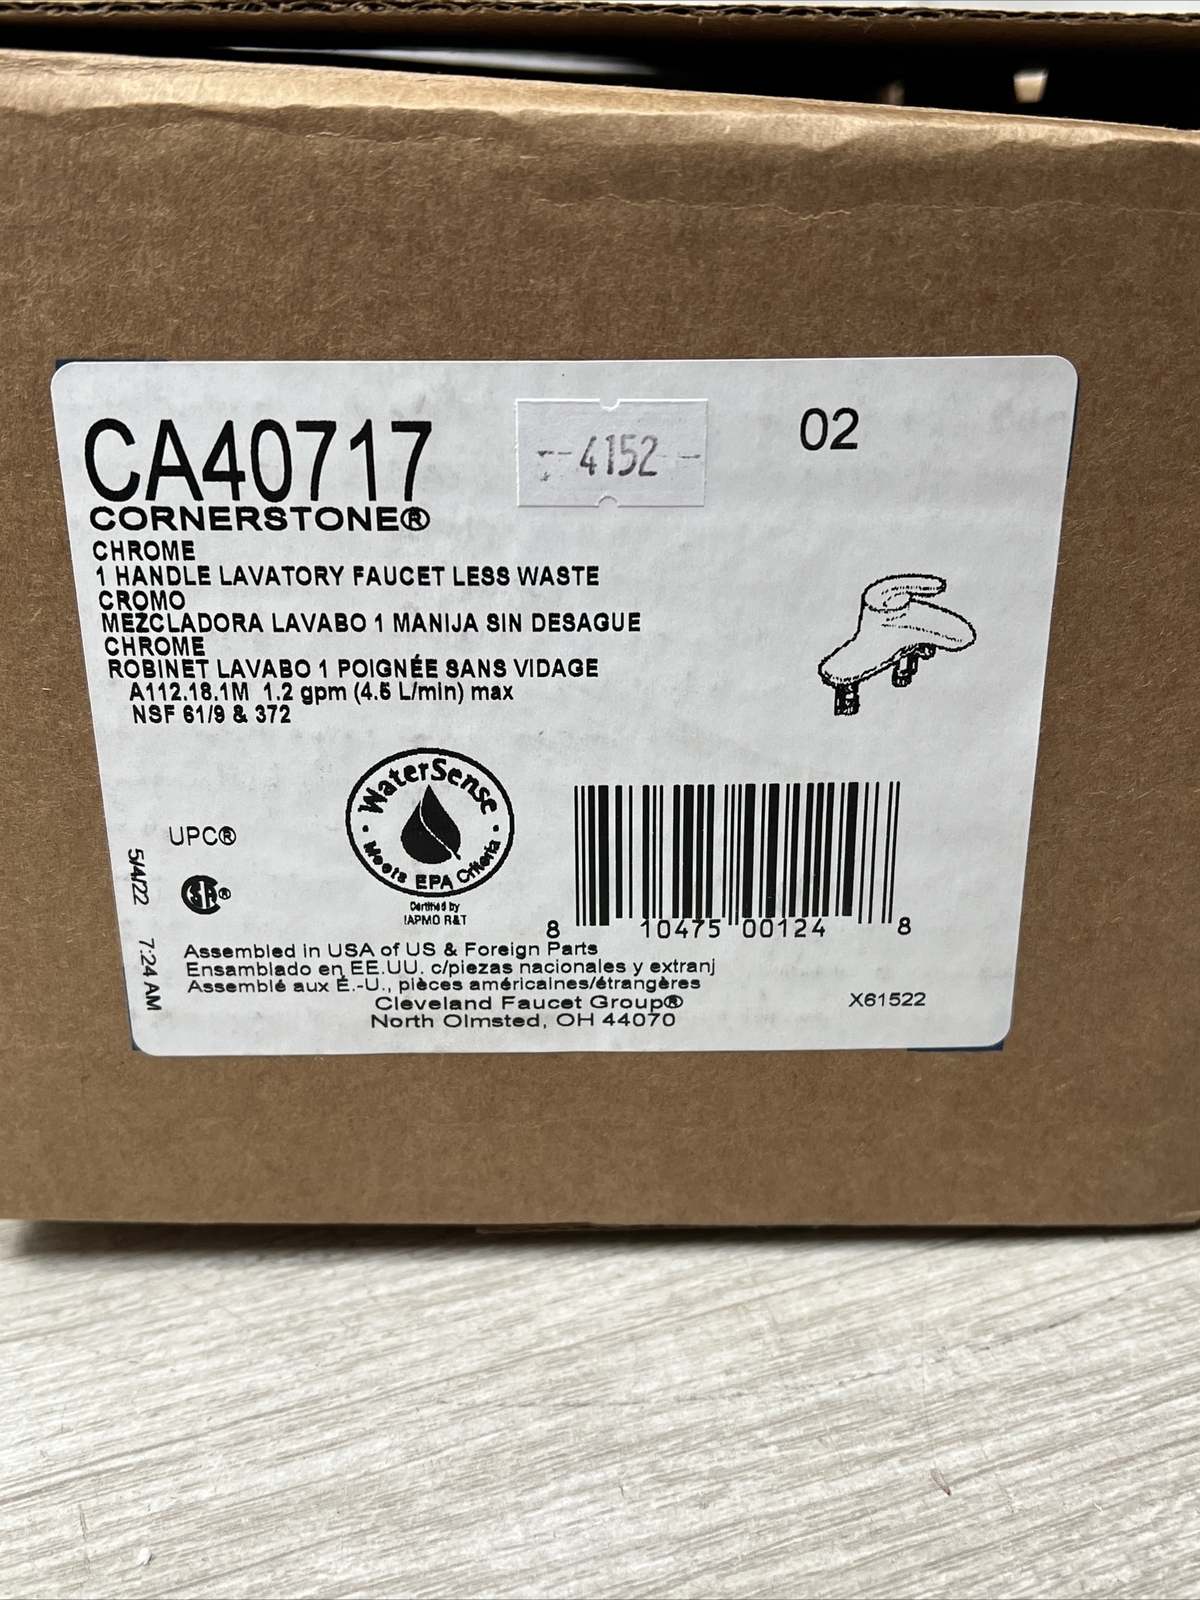 CA40717
-- 4152 --
02
CORNERSTONE®
CHROME
1 HANDLE LAVATORY FAUCET LESS WASTE
CROMO
MEZCLADORA LAVABO 1 MANIJA SIN DESAGUE
CHROME
ROBINET LAVABO 1 POIGNÉE SANS VIDAGE
A112.18.1M 1.2 gpm (4.5 L/min) max
NSF 61/9 & 372
UPC®
WaterSense
Meets EPA Criteria
Certified by
IAPMO R&T
SA®
5/4/22 7:24 AM
8 10475 00124 8
Assembled in USA of US & Foreign Parts
Ensamblado en EE.UU. c/piezas nacionales y extranj
Assemblé aux É.-U., pièces américaines/étrangères
Cleveland Faucet Group®
North Olmsted, OH 44070
X61522